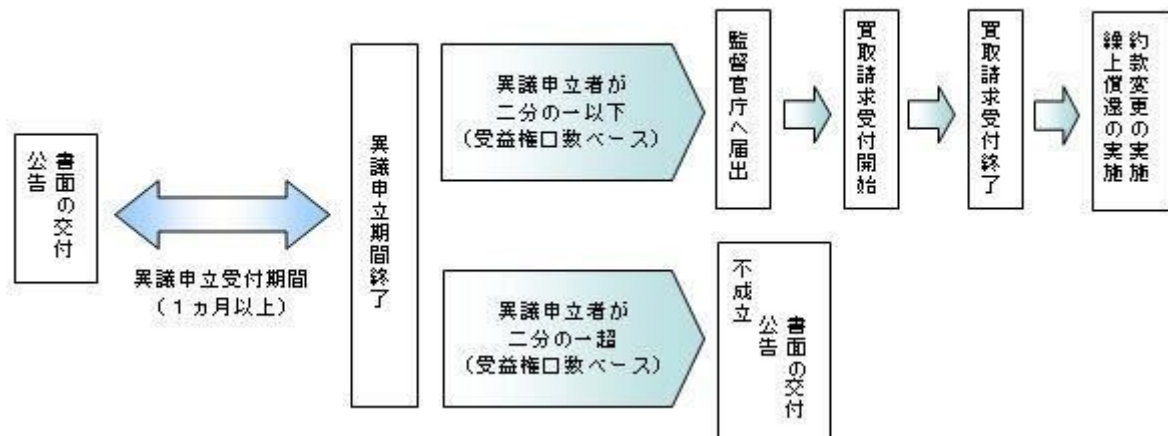 書面の交付
公告
異議申立受付期間
（１ヵ月以上）
異議申立期間終了
異議申立者が
二分の一以下
（受益権口数ベース）
監督官庁へ届出
買取請求受付開始
買取請求受付終了
約款変更の実施
繰上償還の実施
異議申立者が
二分の一超
（受益権口数ベース）
不成立
書面の交付
公告